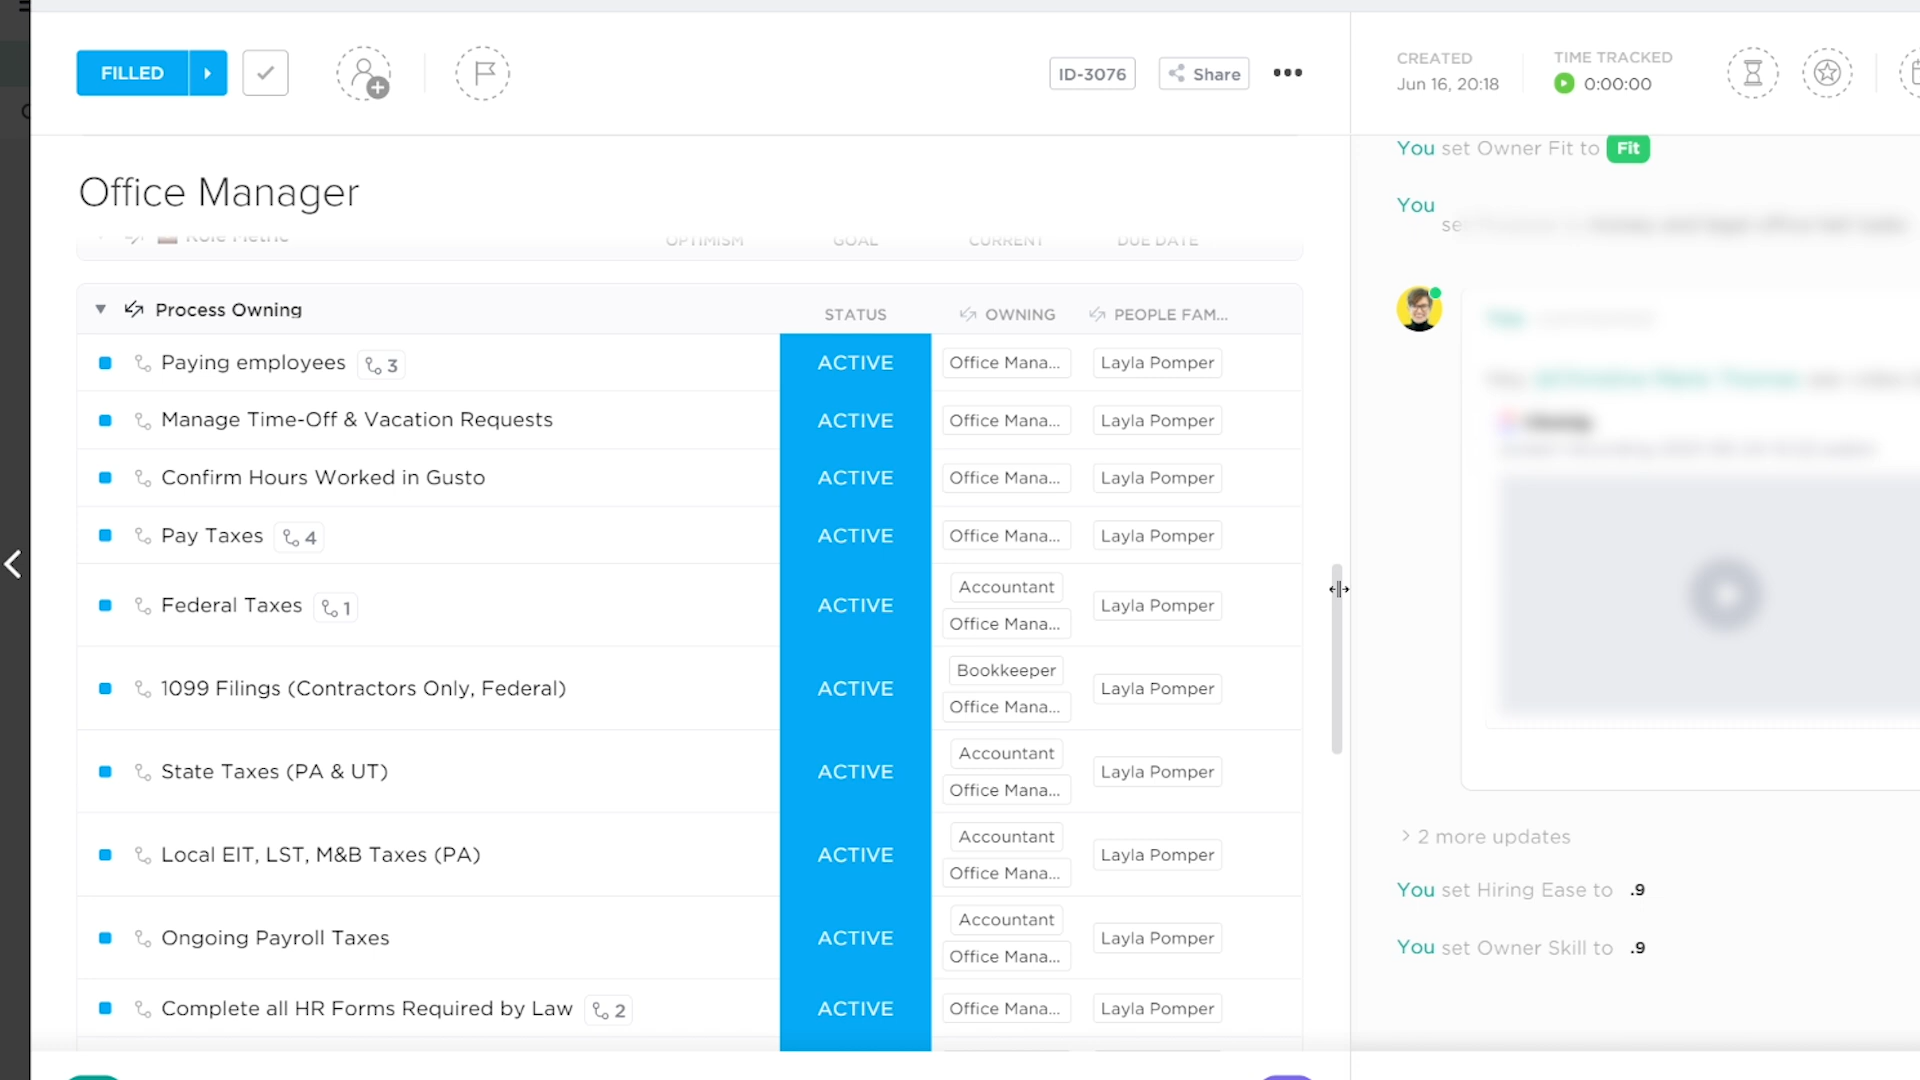 FILLED
ID-3076
Share
CREATED
Jun 16, 20:18
TIME TRACKED
0:00:00
Office Manager
Role Metric OPTIMISM GOAL CURRENT DUE DATE
Process Owning STATUS OWNING PEOPLE FAM...
Paying employees 3 ACTIVE Office Mana... Layla Pomper
Manage Time-Off & Vacation Requests ACTIVE Office Mana... Layla Pomper
Confirm Hours Worked in Gusto ACTIVE Office Mana... Layla Pomper
Pay Taxes 4 ACTIVE Office Mana... Layla Pomper
Federal Taxes 1 ACTIVE Accountant Office Mana... Layla Pomper
1099 Filings (Contractors Only, Federal) ACTIVE Bookkeeper Office Mana... Layla Pomper
State Taxes (PA & UT) ACTIVE Accountant Office Mana... Layla Pomper
Local EIT, LST, M&B Taxes (PA) ACTIVE Accountant Office Mana... Layla Pomper
Ongoing Payroll Taxes ACTIVE Accountant Office Mana... Layla Pomper
Complete all HR Forms Required by Law 2 ACTIVE Office Mana... Layla Pomper
You set Owner Fit to Fit
You
2 more updates
You set Hiring Ease to .9
You set Owner Skill to .9